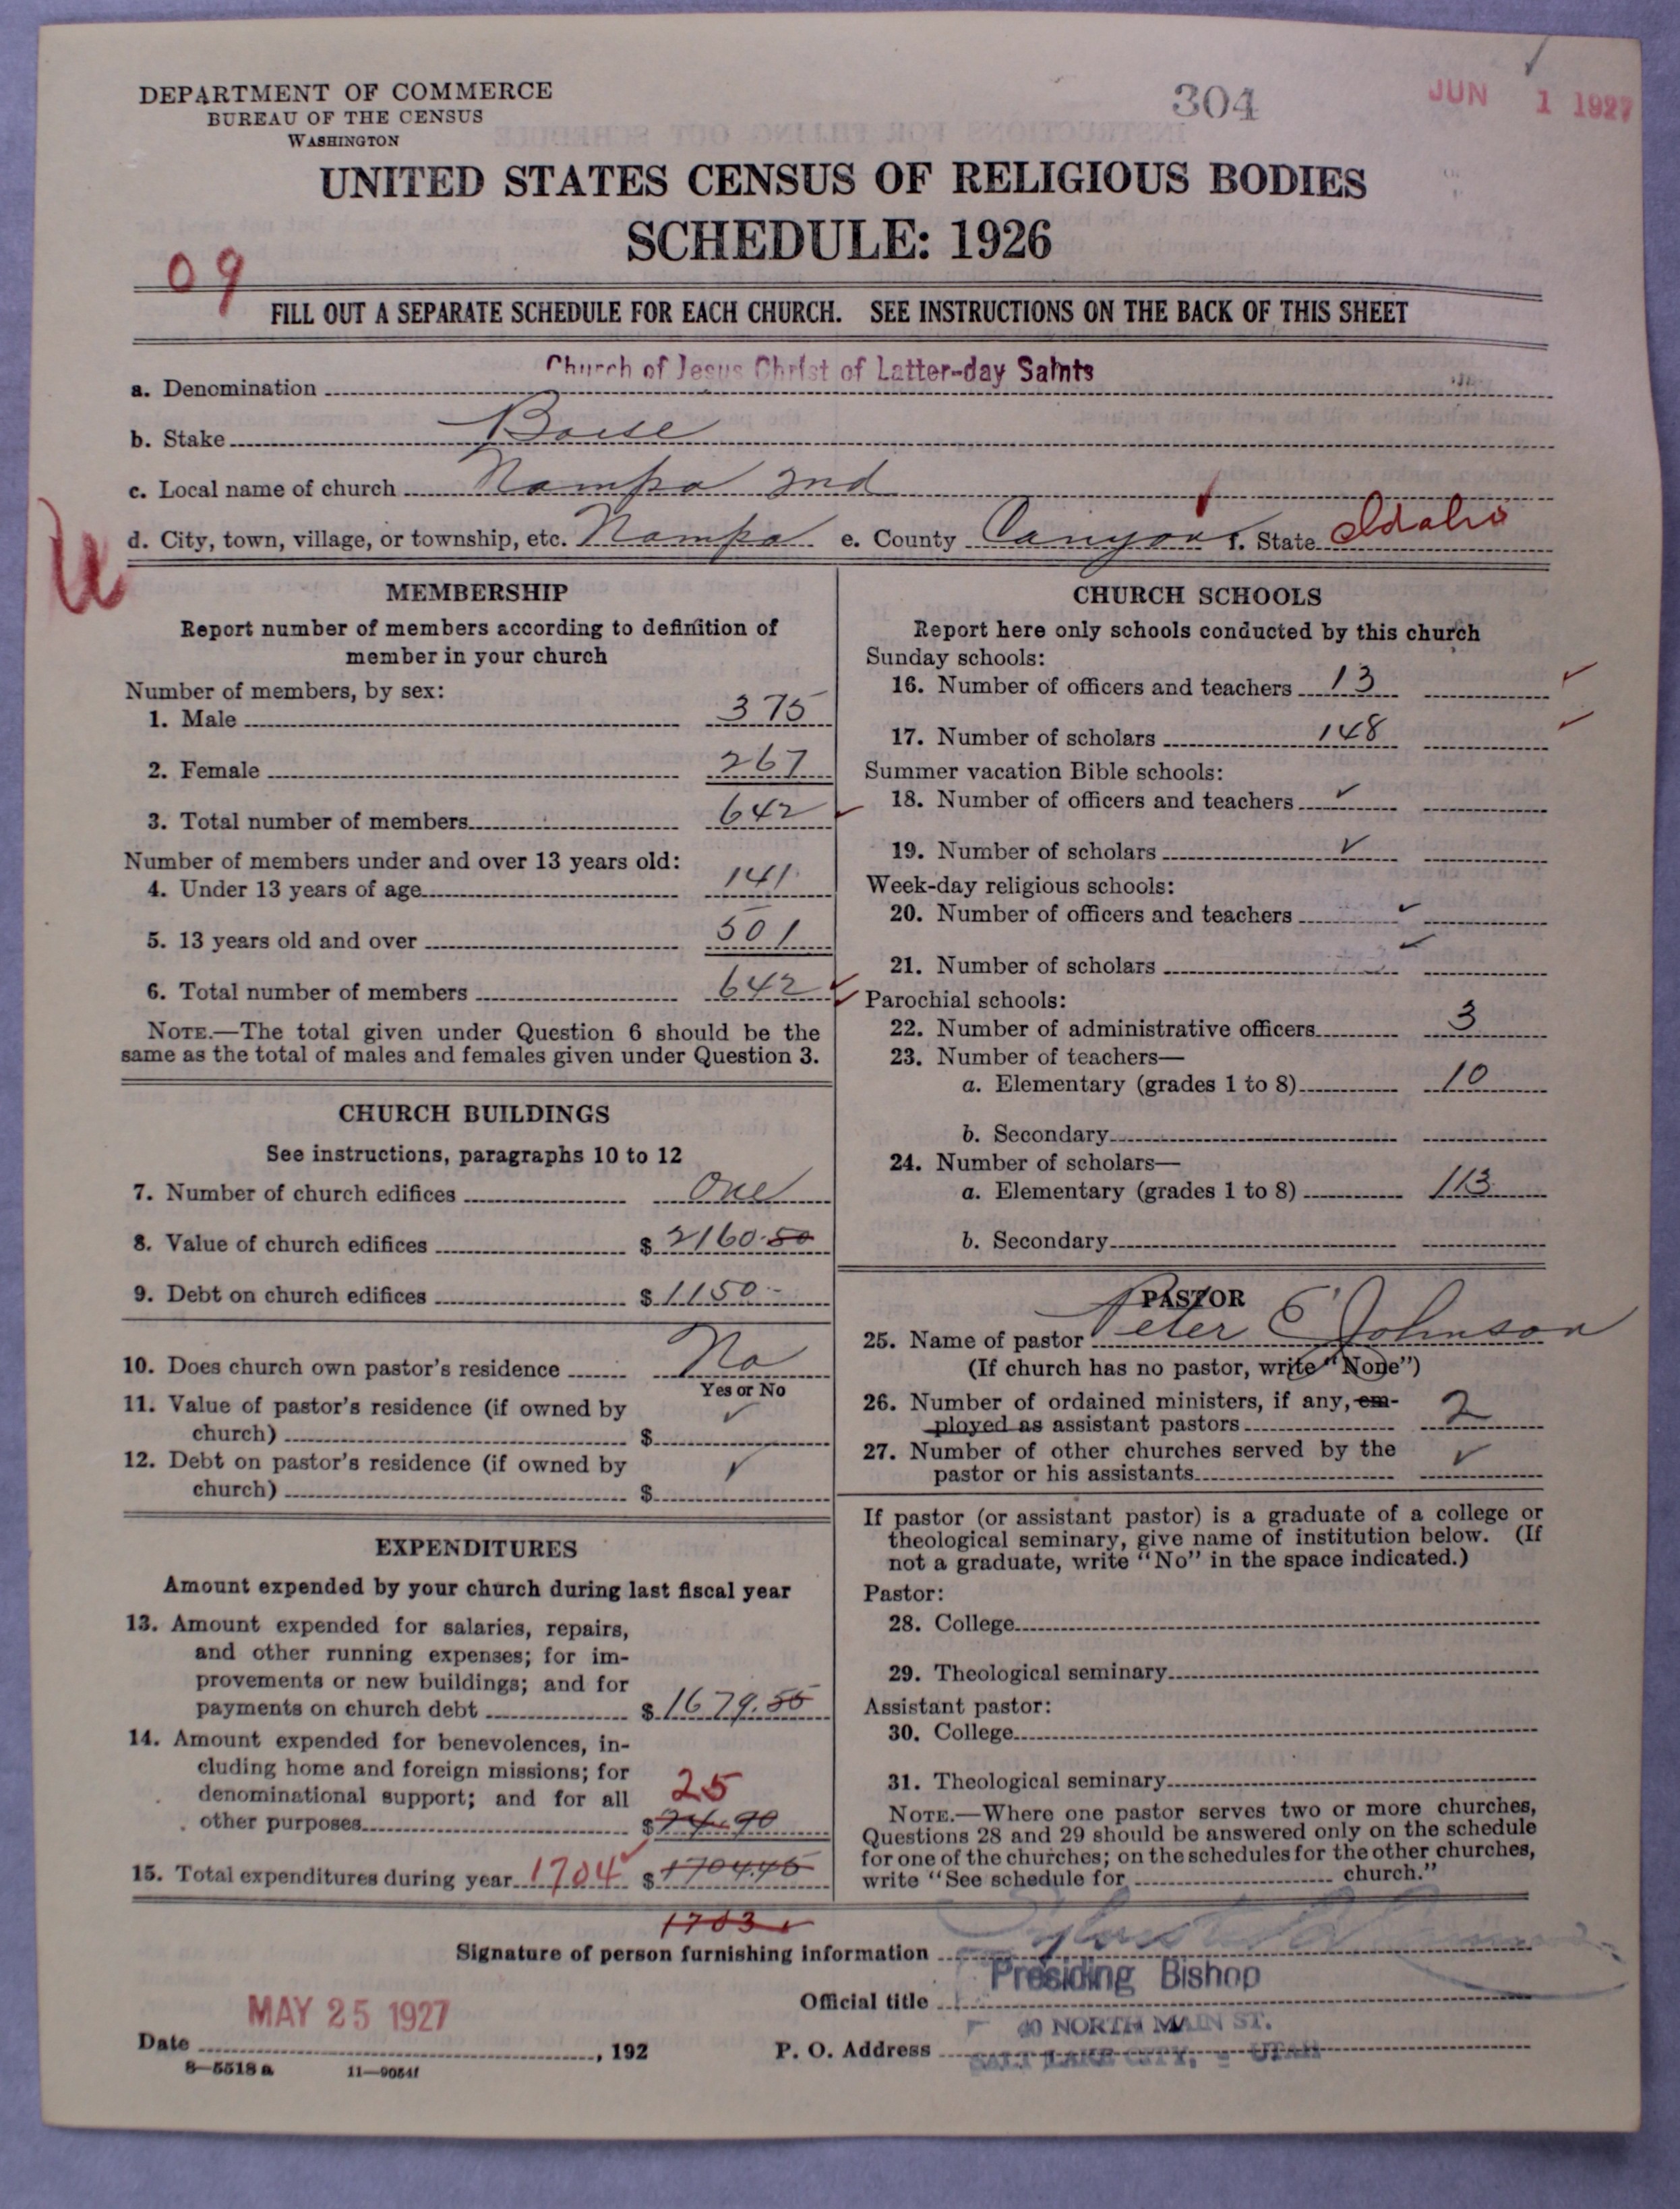 DEPARTMENT OF COMMERCE
BUREAU OF THE CENSUS
WASHINGTON
304
JUN 1 1927
UNITED STATES CENSUS OF RELIGIOUS BODIES
SCHEDULE: 1926
09
FILL OUT A SEPARATE SCHEDULE FOR EACH CHURCH. SEE INSTRUCTIONS ON THE BACK OF THIS SHEET
a. Denomination Church of Jesus Christ of Latter-day Saints
b. Stake Boise
c. Local name of church Nampa 2nd
d. City, town, village, or township, etc. Nampa e. County Canyon f. State Idaho
MEMBERSHIP
Report number of members according to definition of
member in your church
Number of members, by sex:
1. Male 375
2. Female 267
3. Total number of members 642 ✓
Number of members under and over 13 years old:
4. Under 13 years of age 141
5. 13 years old and over 501
6. Total number of members 642 ✓
NOTE.—The total given under Question 6 should be the
same as the total of males and females given under Question 3.
CHURCH BUILDINGS
See instructions, paragraphs 10 to 12
7. Number of church edifices One
8. Value of church edifices $ 2160.50
9. Debt on church edifices $ 1150.-
10. Does church own pastor's residence No
Yes or No
11. Value of pastor's residence (if owned by ✓
church) $
12. Debt on pastor's residence (if owned by ✓
church) $
EXPENDITURES
Amount expended by your church during last fiscal year
13. Amount expended for salaries, repairs,
and other running expenses; for im-
provements or new buildings; and for
payments on church debt $ 1679.55
14. Amount expended for benevolences, in-
cluding home and foreign missions; for
denominational support; and for all 25
other purposes $ 24.90
15. Total expenditures during year 1704 ✓ $ 1704.45
1703 ✓
CHURCH SCHOOLS
Report here only schools conducted by this church
Sunday schools:
16. Number of officers and teachers 13 ✓
17. Number of scholars 148 ✓
Summer vacation Bible schools:
18. Number of officers and teachers ✓
19. Number of scholars ✓
Week-day religious schools:
20. Number of officers and teachers ✓
21. Number of scholars ✓
Parochial schools:
22. Number of administrative officers 3
23. Number of teachers—
a. Elementary (grades 1 to 8) 10
b. Secondary
24. Number of scholars—
a. Elementary (grades 1 to 8) 113
b. Secondary
PASTOR
25. Name of pastor Peter E Johnson
(If church has no pastor, write "None")
26. Number of ordained ministers, if any, em-
ployed as assistant pastors 2
27. Number of other churches served by the ✓
pastor or his assistants
If pastor (or assistant pastor) is a graduate of a college or
theological seminary, give name of institution below. (If
not a graduate, write "No" in the space indicated.)
Pastor:
28. College
29. Theological seminary
Assistant pastor:
30. College
31. Theological seminary
NOTE.—Where one pastor serves two or more churches,
Questions 28 and 29 should be answered only on the schedule
for one of the churches; on the schedules for the other churches,
write "See schedule for church."
Signature of person furnishing information
Official title Presiding Bishop
MAY 25 1927
Date , 192
P. O. Address 40 NORTH MAIN ST.
SALT LAKE CITY, - UTAH
8—5518 a 11—9054f